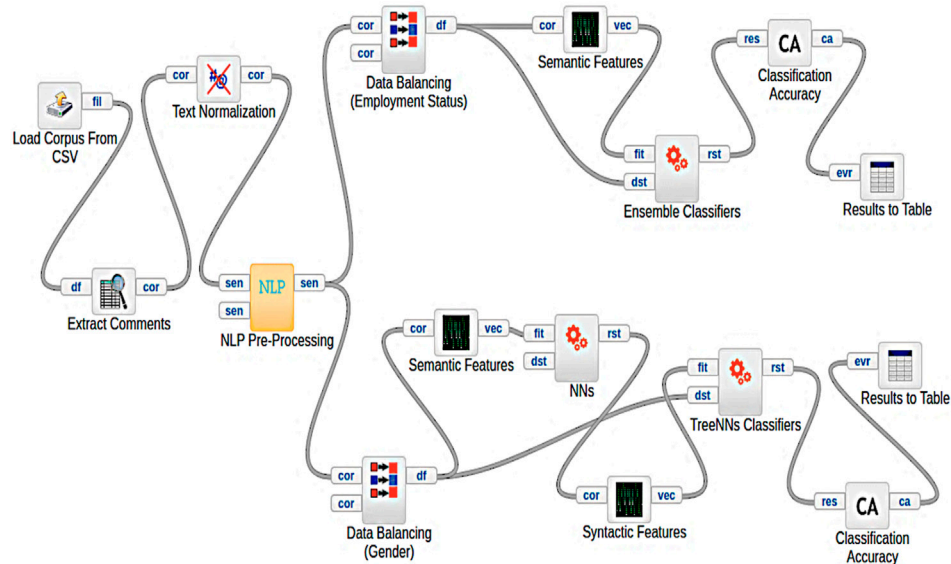 cor
df
cor
Data Balancing
(Employment Status)
cor
vec
Semantic Features
res
CA
ca
Classification
Accuracy
fil
Load Corpus From
CSV
cor
#@
cor
Text Normalization
fit
rst
dst
Ensemble Classifiers
evr
Results to Table
df
cor
Extract Comments
sen
NLP
sen
sen
NLP Pre-Processing
cor
vec
Semantic Features
fit
rst
dst
NNs
fit
rst
dst
TreeNNs Classifiers
evr
Results to Table
cor
df
cor
Data Balancing
(Gender)
cor
vec
Syntactic Features
res
CA
ca
Classification
Accuracy